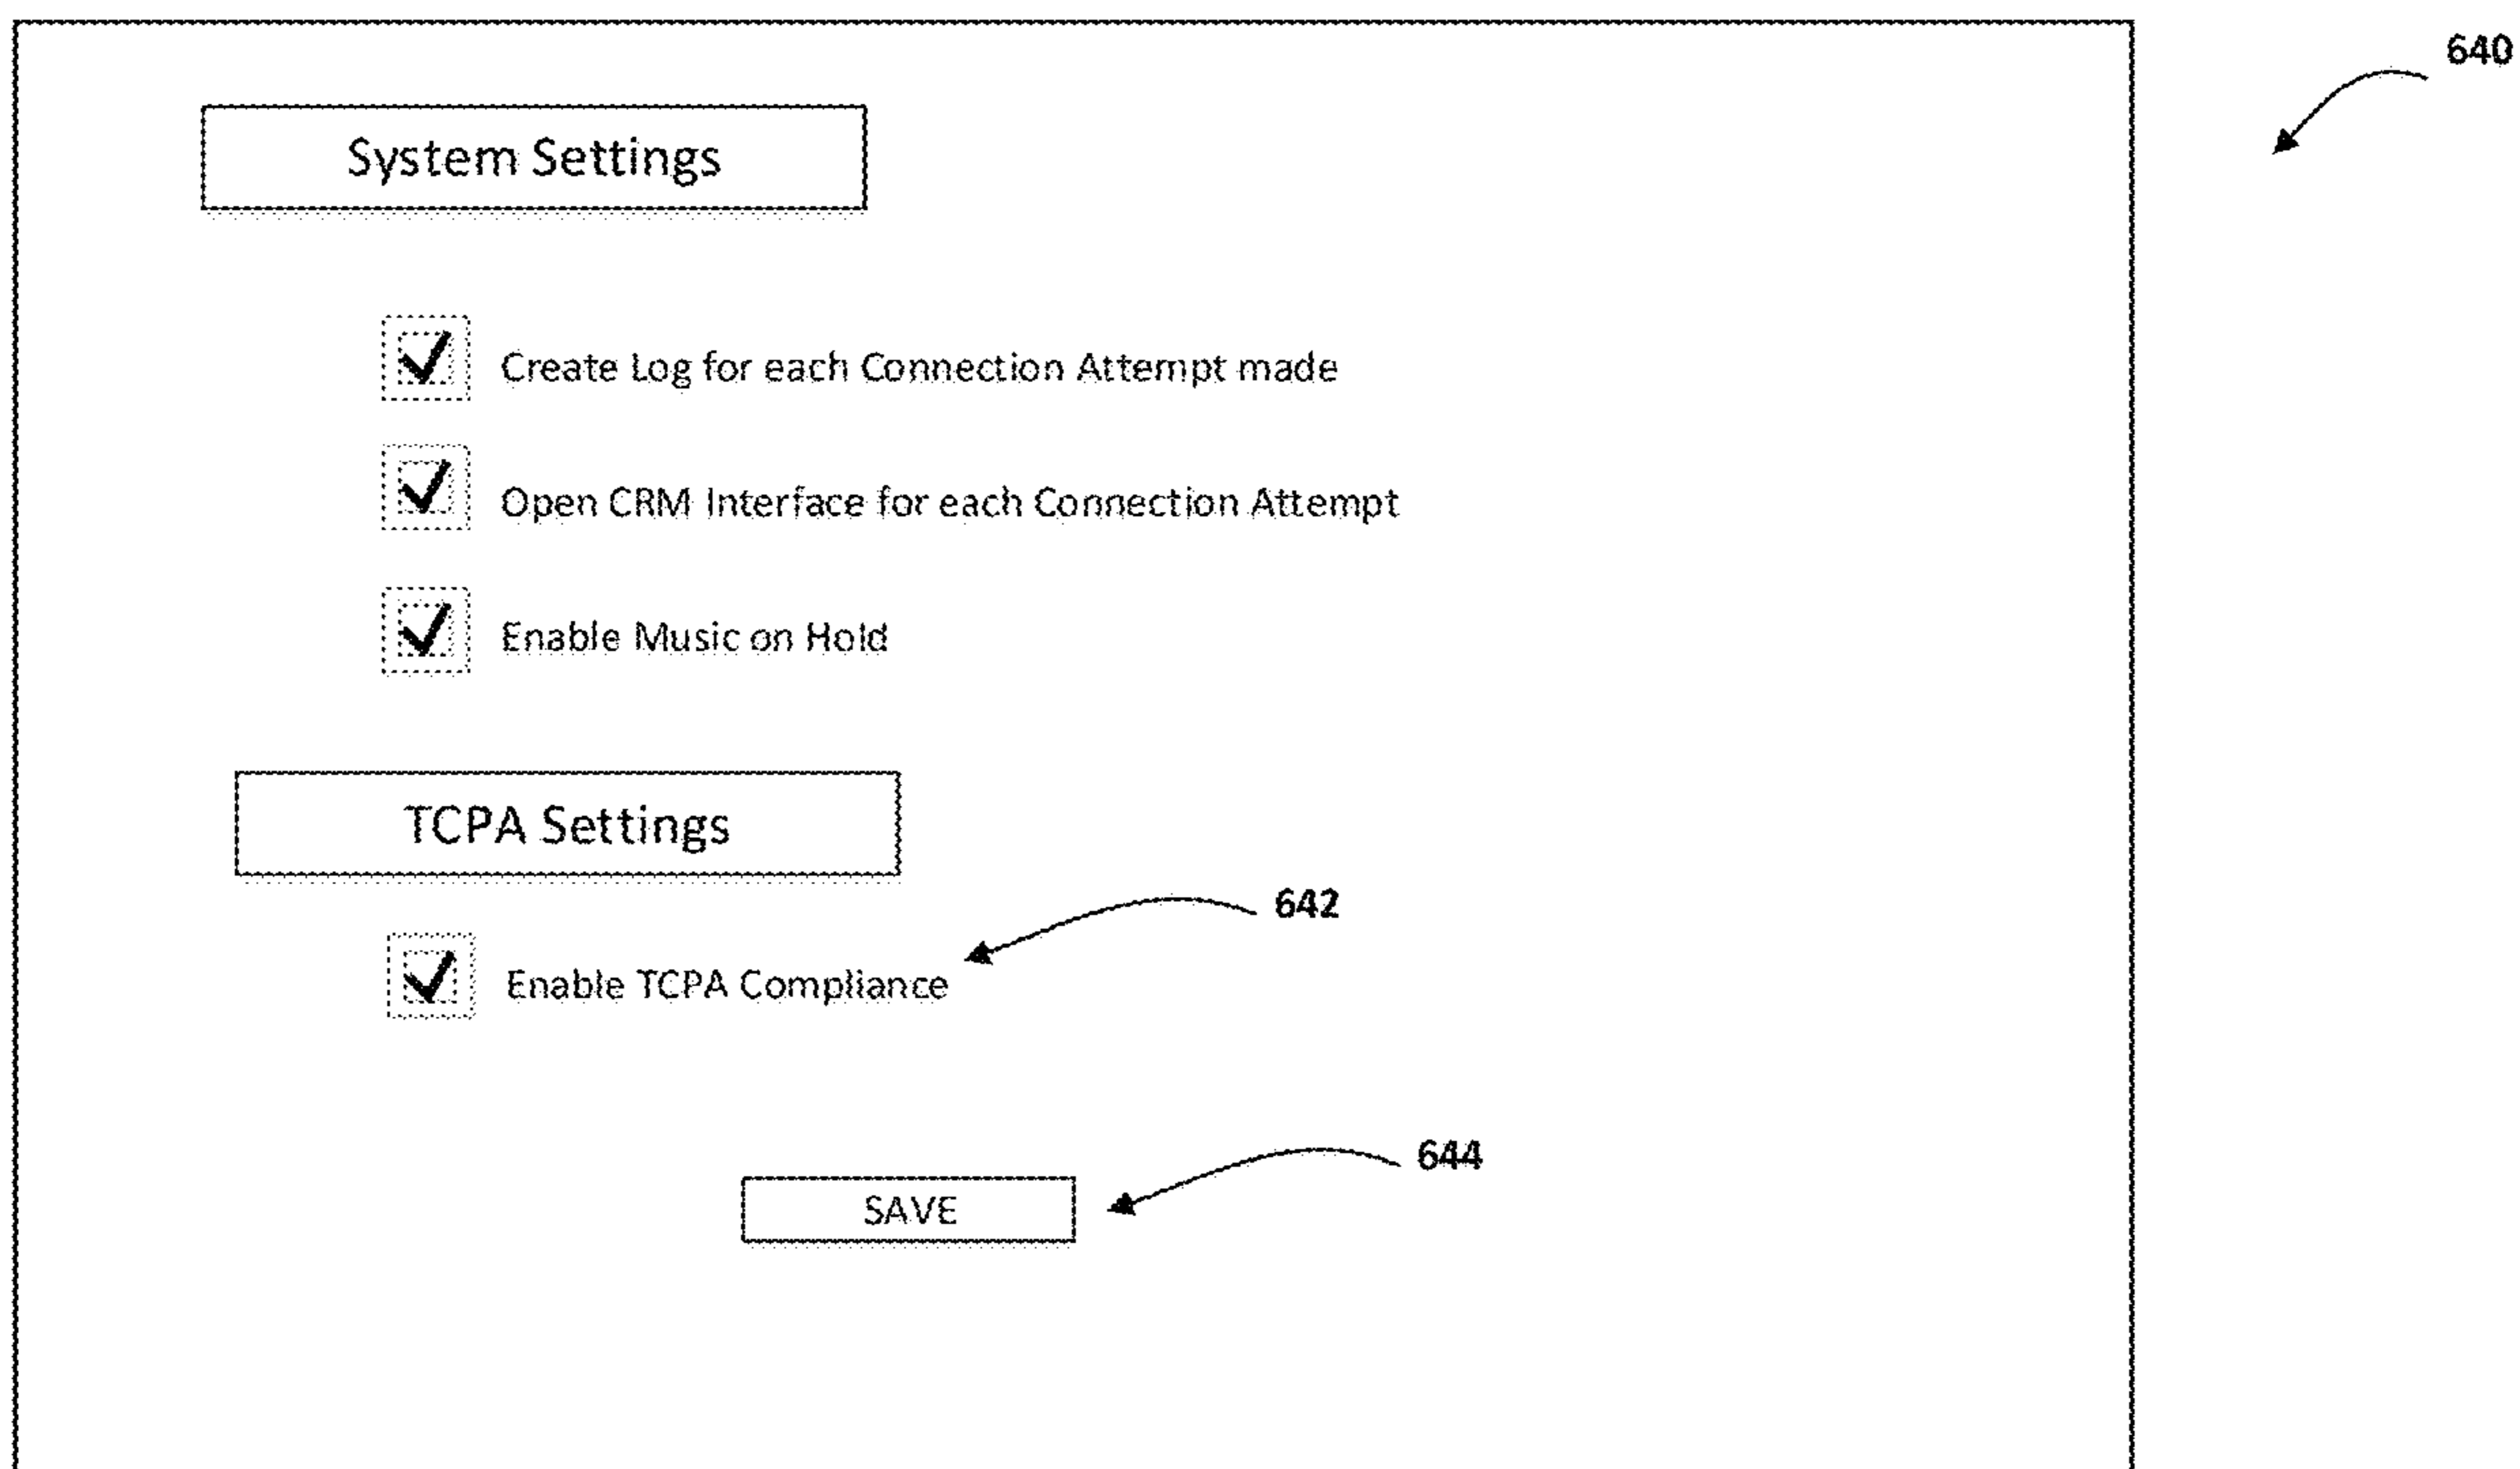 640
System Settings
Create Log for each Connection Attempt made
Open CRM Interface for each Connection Attempt
Enable Music on Hold
TCPA Settings
642
Enable TCPA Compliance
644
SAVE